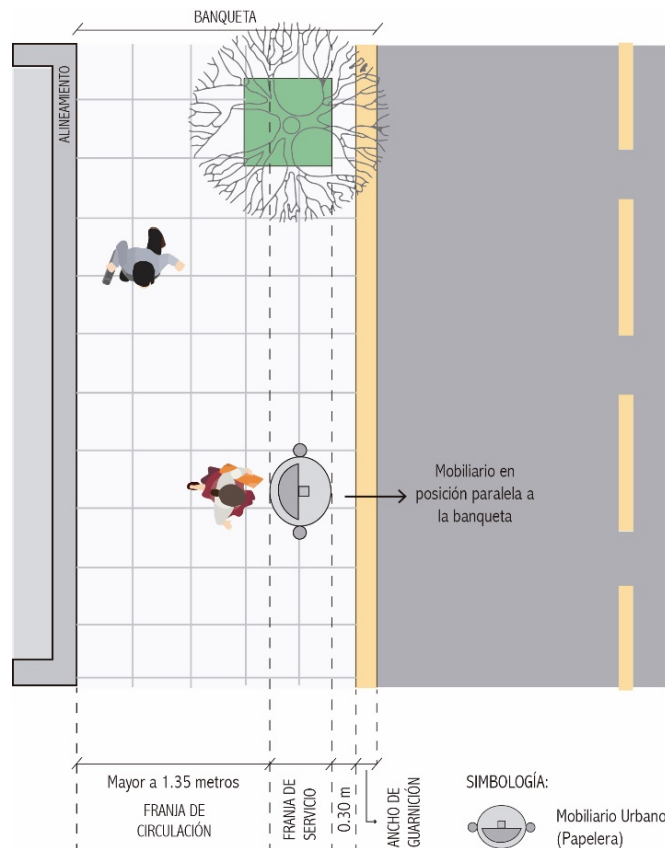 BANQUETA
ALINEAMIENTO
Mobiliario en
posición paralela a
la banqueta
Mayor a 1.35 metros
FRANJA DE
CIRCULACIÓN
FRANJA DE
SERVICIO
0.30 m
ANCHO DE
GUARNICIÓN
SIMBOLOGÍA:
Mobiliario Urbano
(Papelera)